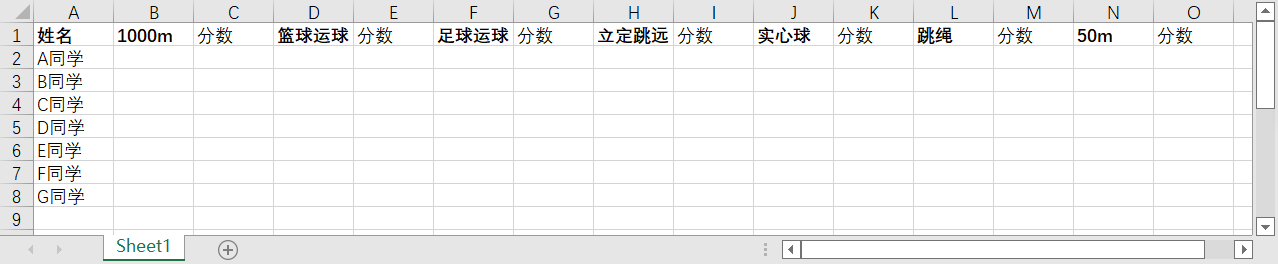 A B C D E F G H I J K L M N O
1 姓名 1000m 分数 篮球运球 分数 足球运球 分数 立定跳远 分数 实心球 分数 跳绳 分数 50m 分数
2 A同学
3 B同学
4 C同学
5 D同学
6 E同学
7 F同学
8 G同学
9
Sheet1